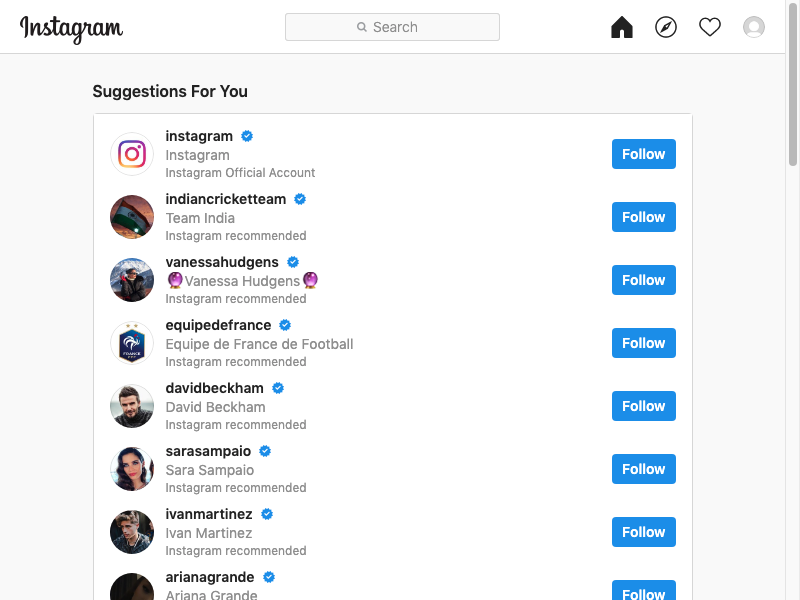 Instagram
Search
Suggestions For You
instagram
Instagram
Instagram Official Account
Follow
indiancricketteam
Team India
Instagram recommended
Follow
vanessahudgens
🔮Vanessa Hudgens🔮
Instagram recommended
Follow
equipedefrance
Equipe de France de Football
Instagram recommended
Follow
davidbeckham
David Beckham
Instagram recommended
Follow
sarasampaio
Sara Sampaio
Instagram recommended
Follow
ivanmartinez
Ivan Martinez
Instagram recommended
Follow
arianagrande
Ariana Grande
Follow